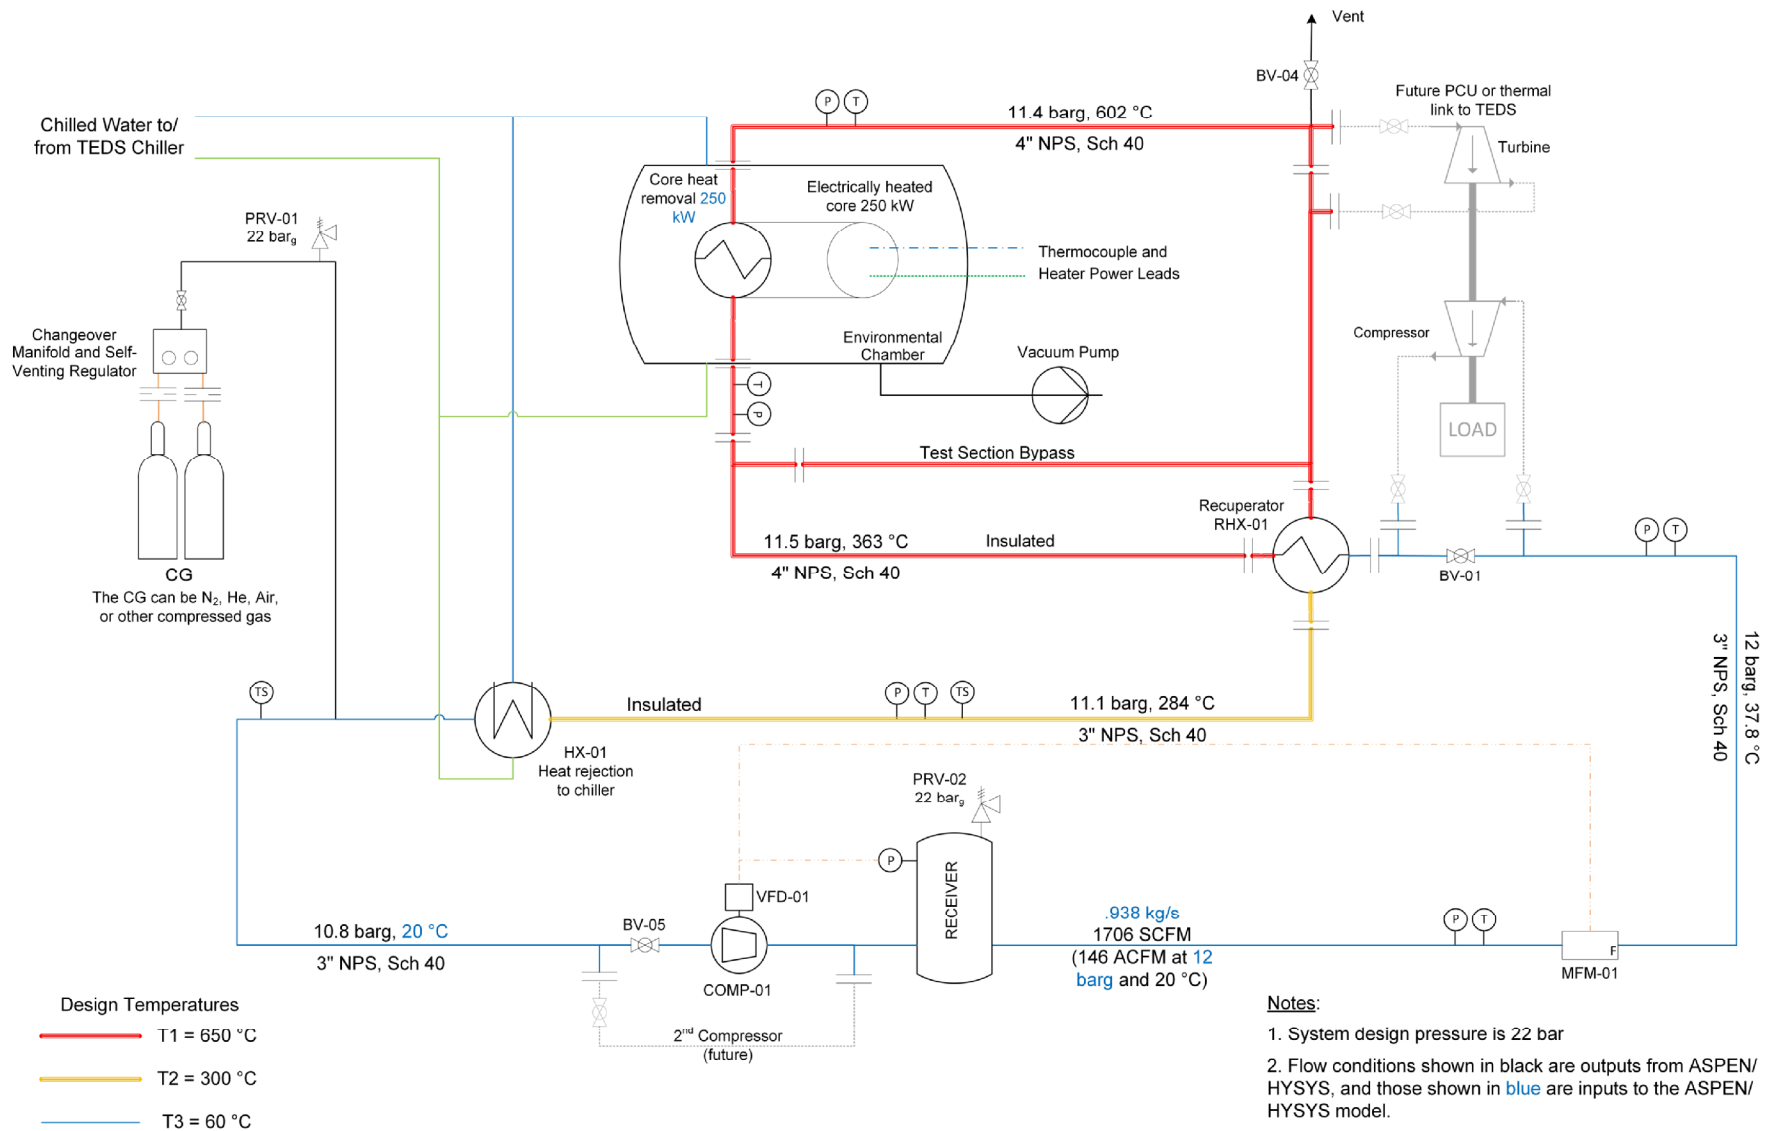 Vent
BV-04
Future PCU or thermal
link to TEDS
Turbine
P
T
11.4 barg, 602 °C
4" NPS, Sch 40
Chilled Water to/
from TEDS Chiller
Core heat
removal 250
kW
Electrically heated
core 250 kW
Thermocouple and
Heater Power Leads
PRV-01
22 barg
Changeover
Manifold and Self-
Venting Regulator
Environmental
Chamber
Vacuum Pump
Compressor
LOAD
T
P
Test Section Bypass
Recuperator
RHX-01
11.5 barg, 363 °C
Insulated
4" NPS, Sch 40
P
T
BV-01
CG
The CG can be N2, He, Air,
or other compressed gas
12 barg, 37.8 °C
3" NPS, Sch 40
TS
Insulated
P
T
TS
11.1 barg, 284 °C
3" NPS, Sch 40
HX-01
Heat rejection
to chiller
PRV-02
22 barg
P
RECEIVER
VFD-01
BV-05
COMP-01
10.8 barg, 20 °C
3" NPS, Sch 40
.938 kg/s
1706 SCFM
(146 ACFM at 12
barg and 20 °C)
P
T
F
MFM-01
2nd Compressor
(future)
Design Temperatures
T1 = 650 °C
T2 = 300 °C
T3 = 60 °C
Notes:
1. System design pressure is 22 bar
2. Flow conditions shown in black are outputs from ASPEN/
HYSYS, and those shown in blue are inputs to the ASPEN/
HYSYS model.